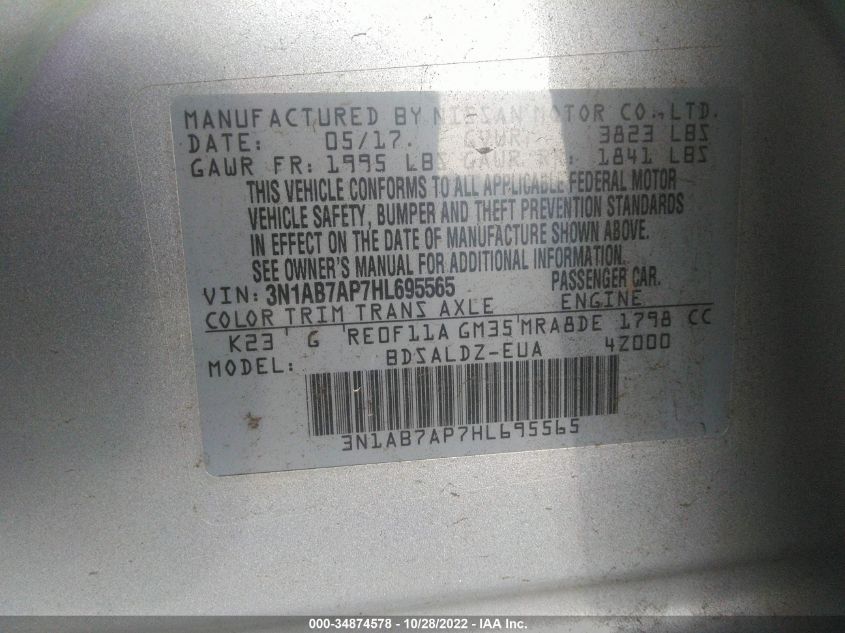 MANUFACTURED BY NISSAN MOTOR CO., LTD.
DATE: 05/17. GVWR: 3823 LBS
GAWR FR: 1995 LBS GAWR RR: 1841 LBS
THIS VEHICLE CONFORMS TO ALL APPLICABLE FEDERAL MOTOR
VEHICLE SAFETY, BUMPER AND THEFT PREVENTION STANDARDS
IN EFFECT ON THE DATE OF MANUFACTURE SHOWN ABOVE.
SEE OWNER'S MANUAL FOR ADDITIONAL INFORMATION.
VIN: 3N1AB7AP7HL695565 PASSENGER CAR.
COLOR TRIM TRANS AXLE ENGINE
K23 G RE0F11A GM35 MRA8DE 1798 CC
MODEL: BDSALDZ-EUA 4Z000
3N1AB7AP7HL695565
000-34874578 - 10/28/2022 - IAA Inc.